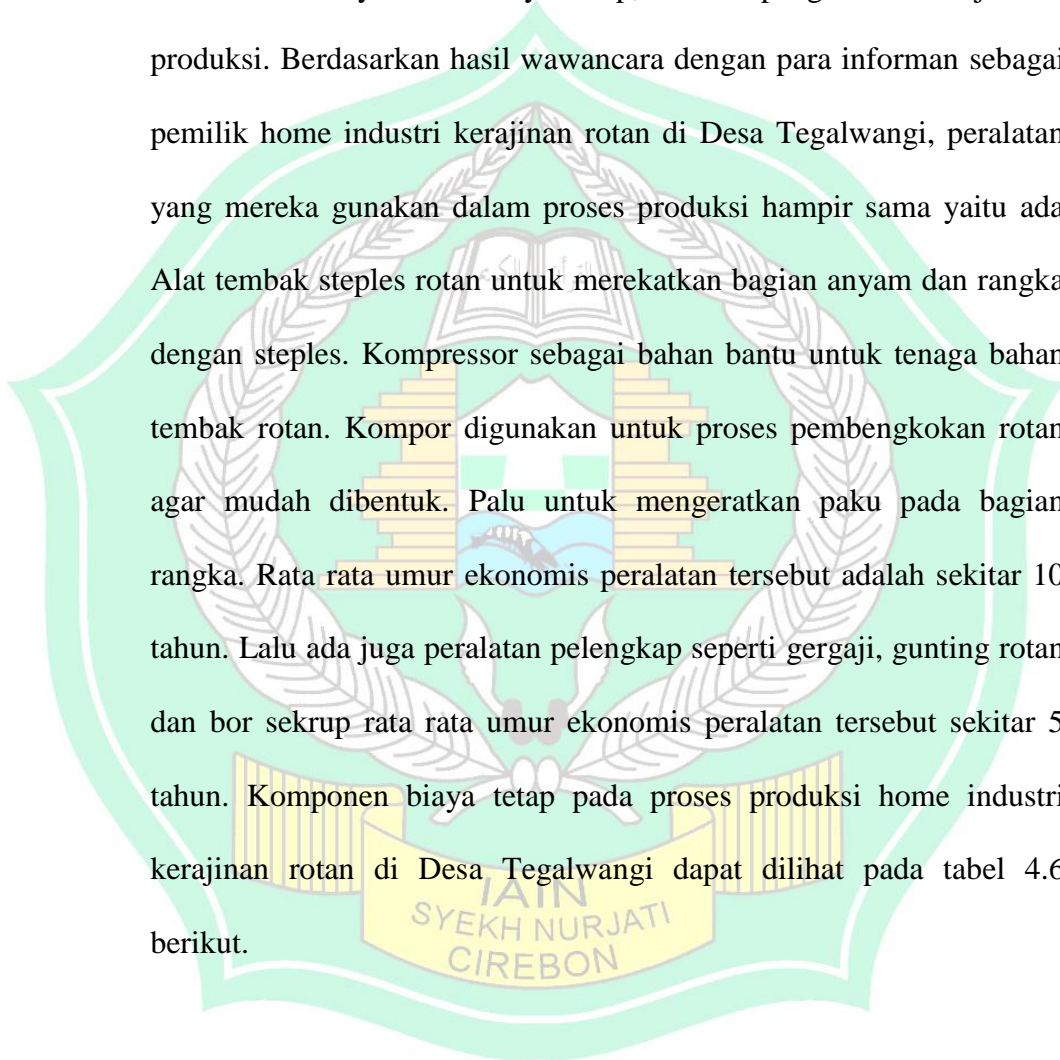 produksi. Berdasarkan hasil wawancara dengan para informan sebagai
pemilik home industri kerajinan rotan di Desa Tegalwangi, peralatan
yang mereka gunakan dalam proses produksi hampir sama yaitu ada
Alat tembak steples rotan untuk merekatkan bagian anyam dan rangka
dengan steples. Kompressor sebagai bahan bantu untuk tenaga bahan
tembak rotan. Kompor digunakan untuk proses pembengkokan rotan
agar mudah dibentuk. Palu untuk mengeratkan paku pada bagian
rangka. Rata rata umur ekonomis peralatan tersebut adalah sekitar 10
tahun. Lalu ada juga peralatan pelengkap seperti gergaji, gunting rotan
dan bor sekrup rata rata umur ekonomis peralatan tersebut sekitar 5
tahun. Komponen biaya tetap pada proses produksi home industri
kerajinan rotan di Desa Tegalwangi dapat dilihat pada tabel 4.6
berikut.
IAIN
SYEKH NURJATI
CIREBON